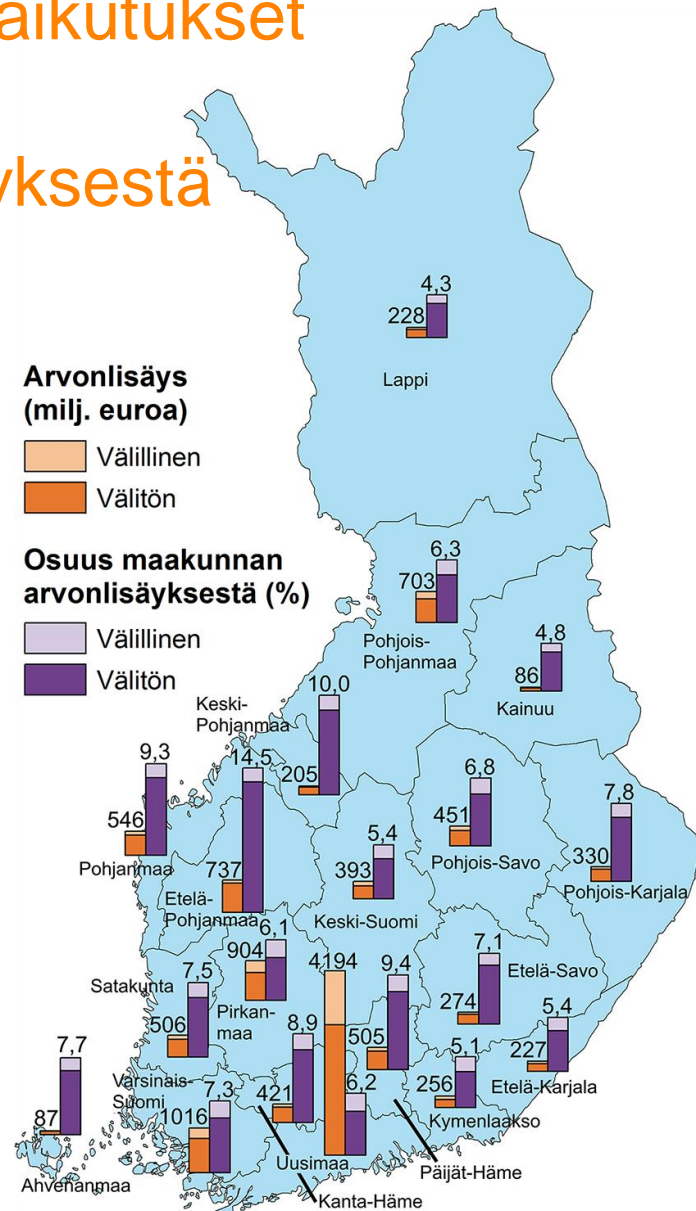 aikutukset
yksestä
Arvonlisäys
(milj. euroa)
Välillinen
Välitön
Osuus maakunnan
arvonlisäyksestä (%)
Välillinen
Välitön
4,3
228
Lappi
6,3
703
Pohjois-
Pohjanmaa
4,8
86
Kainuu
10,0
Keski-
Pohjanmaa
205
9,3
546
Pohjanmaa
14,5
737
Etelä-
Pohjanmaa
5,4
393
Keski-Suomi
6,8
451
Pohjois-Savo
7,8
330
Pohjois-Karjala
6,1
904
Pirkan-
maa
7,5
Satakunta
506
4194
6,2
Uusimaa
9,4
505
Päijät-Häme
7,1
Etelä-Savo
274
5,4
227
Etelä-Karjala
5,1
256
Kymenlaakso
8,9
421
Kanta-Häme
7,3
Varsinais-
Suomi
1016
7,7
87
Ahvenanmaa